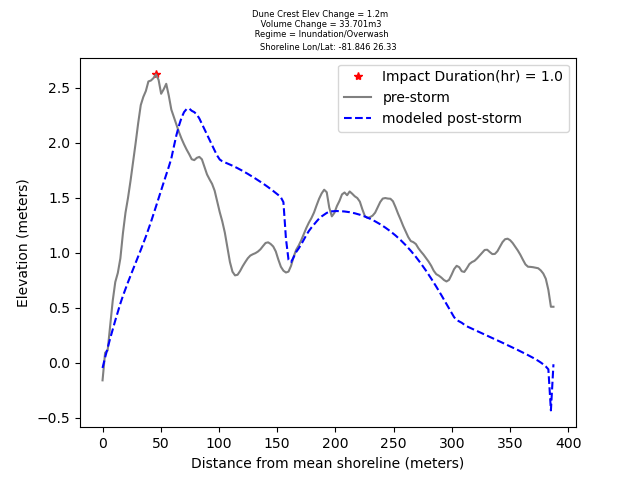 Dune Crest Elev Change = 1.2m
Volume Change = 33.701m3
Regime = Inundation/Overwash
Shoreline Lon/Lat: -81.846 26.33
Impact Duration(hr) = 1.0
pre-storm
modeled post-storm
Elevation (meters)
2.5
2.0
1.5
1.0
0.5
0.0
−0.5
0 50 100 150 200 250 300 350 400
Distance from mean shoreline (meters)